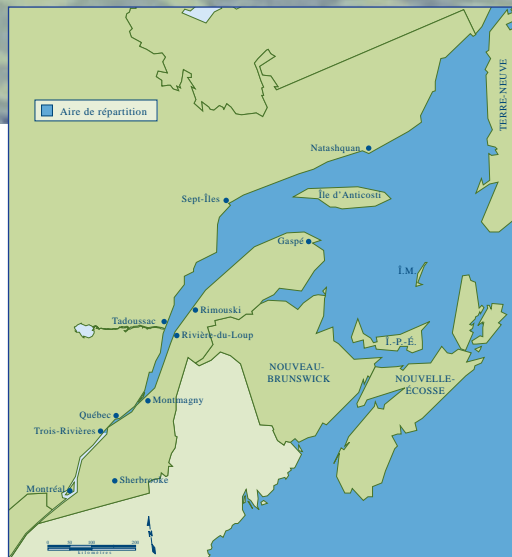 Aire de répartition
TERRE-NEUVE
Natashquan
Île d'Anticosti
Sept-Îles
Gaspé
Î.M.
Rimouski
Tadoussac
Rivière-du-Loup
Î.-P.-É.
NOUVEAU-
BRUNSWICK
NOUVELLE-
ÉCOSSE
Montmagny
Québec
Trois-Rivières
Sherbrooke
Montréal